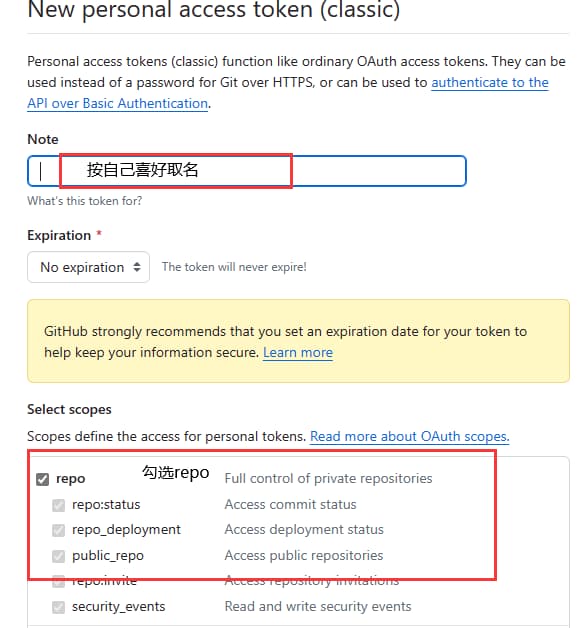 New personal access token (classic)
Personal access tokens (classic) function like ordinary OAuth access tokens. They can be
used instead of a password for Git over HTTPS, or can be used to authenticate to the
API over Basic Authentication.
Note
按自己喜好取名
What's this token for?
Expiration *
No expiration The token will never expire!
GitHub strongly recommends that you set an expiration date for your token to
help keep your information secure. Learn more
Select scopes
Scopes define the access for personal tokens. Read more about OAuth scopes.
repo 勾选repo Full control of private repositories
repo:status Access commit status
repo_deployment Access deployment status
public_repo Access public repositories
repo:invite Access repository invitations
security_events Read and write security events